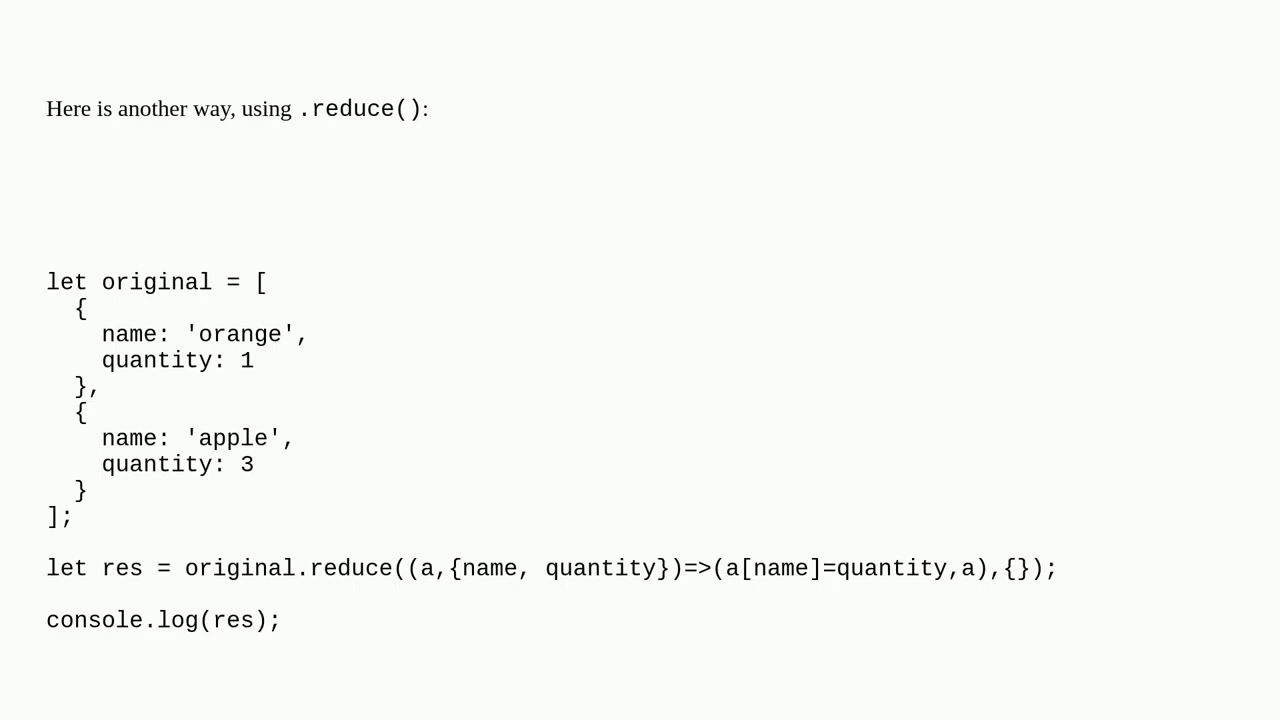 Here is another way, using .reduce():
let original = [
  {
    name: 'orange',
    quantity: 1
  },
  {
    name: 'apple',
    quantity: 3
  }
];
let res = original.reduce((a,{name, quantity})=>(a[name]=quantity,a),{});
console.log(res);